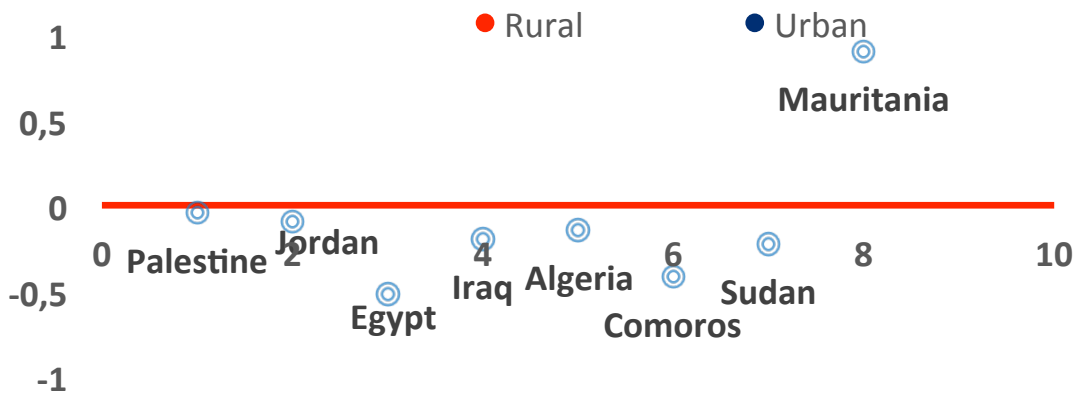 Rural
Urban
1
Mauritania
0,5
0
0 2 4 6 8 10
Jordan
Palestine
Algeria
Iraq
Sudan
-0,5
Egypt
Comoros
-1